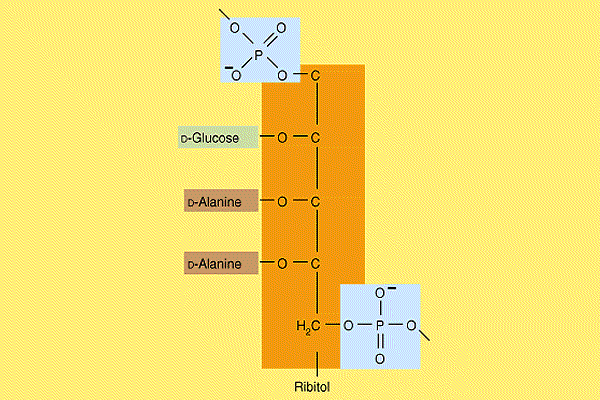 O O
P
− O O C
D-Glucose O C
D-Alanine O C
D-Alanine O C
O−
H2C O P O
O
Ribitol